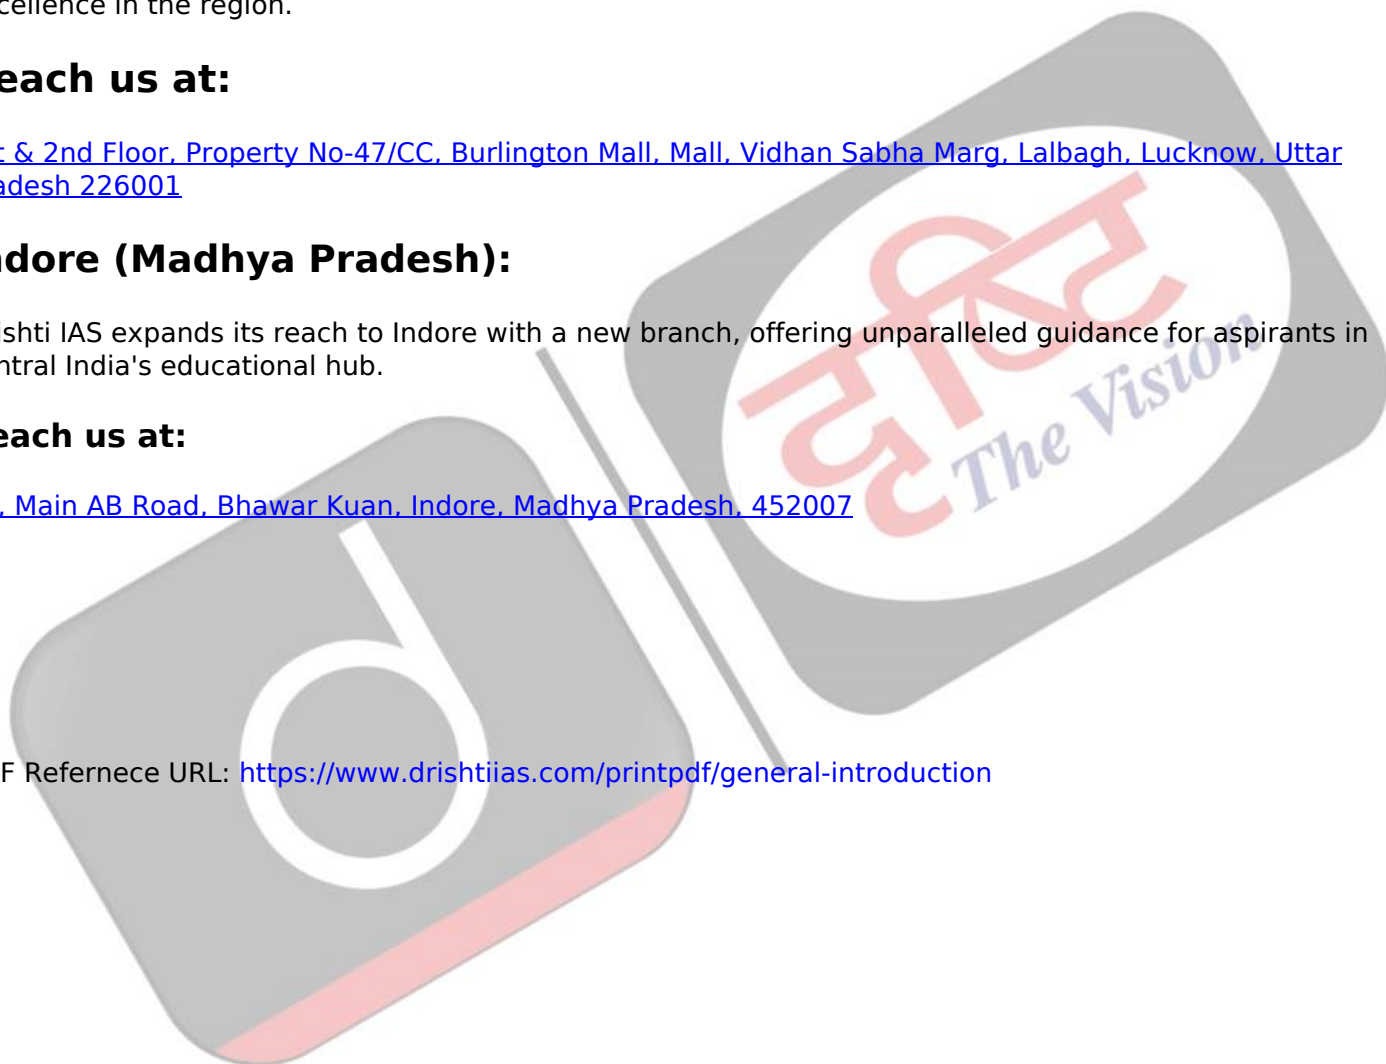 cellence in the region.
each us at:
t & 2nd Floor, Property No-47/CC, Burlington Mall, Mall, Vidhan Sabha Marg, Lalbagh, Lucknow, Uttar
adesh 226001
ndore (Madhya Pradesh):
ishti IAS expands its reach to Indore with a new branch, offering unparalleled guidance for aspirants in
ntral India's educational hub.
each us at:
, Main AB Road, Bhawar Kuan, Indore, Madhya Pradesh, 452007
F Refernece URL: https://www.drishtiias.com/printpdf/general-introduction
d
दृष्टि
The Vision